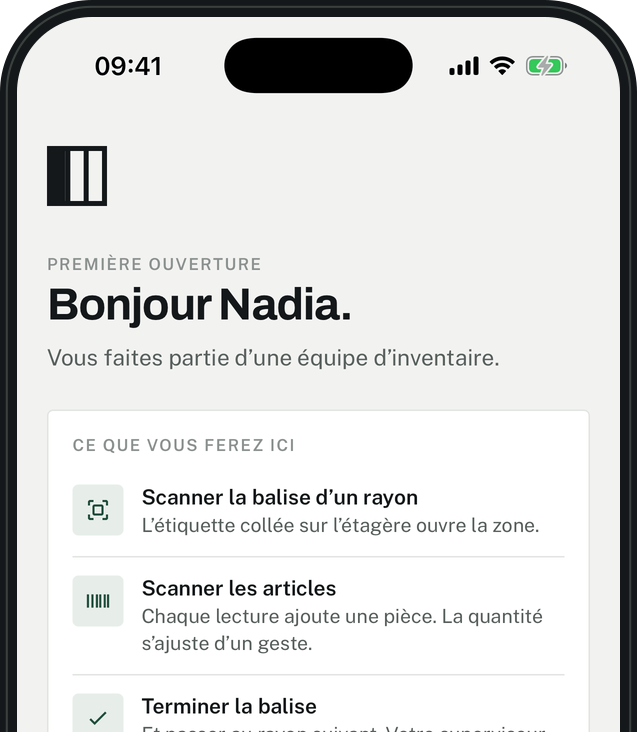 09:41
PREMIÈRE OUVERTURE
Bonjour Nadia.
Vous faites partie d’une équipe d’inventaire.
CE QUE VOUS FEREZ ICI
Scanner la balise d’un rayon
L’étiquette collée sur l’étagère ouvre la zone.
Scanner les articles
Chaque lecture ajoute une pièce. La quantité
s’ajuste d’un geste.
Terminer la balise
Et passer au rayon suivant. Votre superviseur